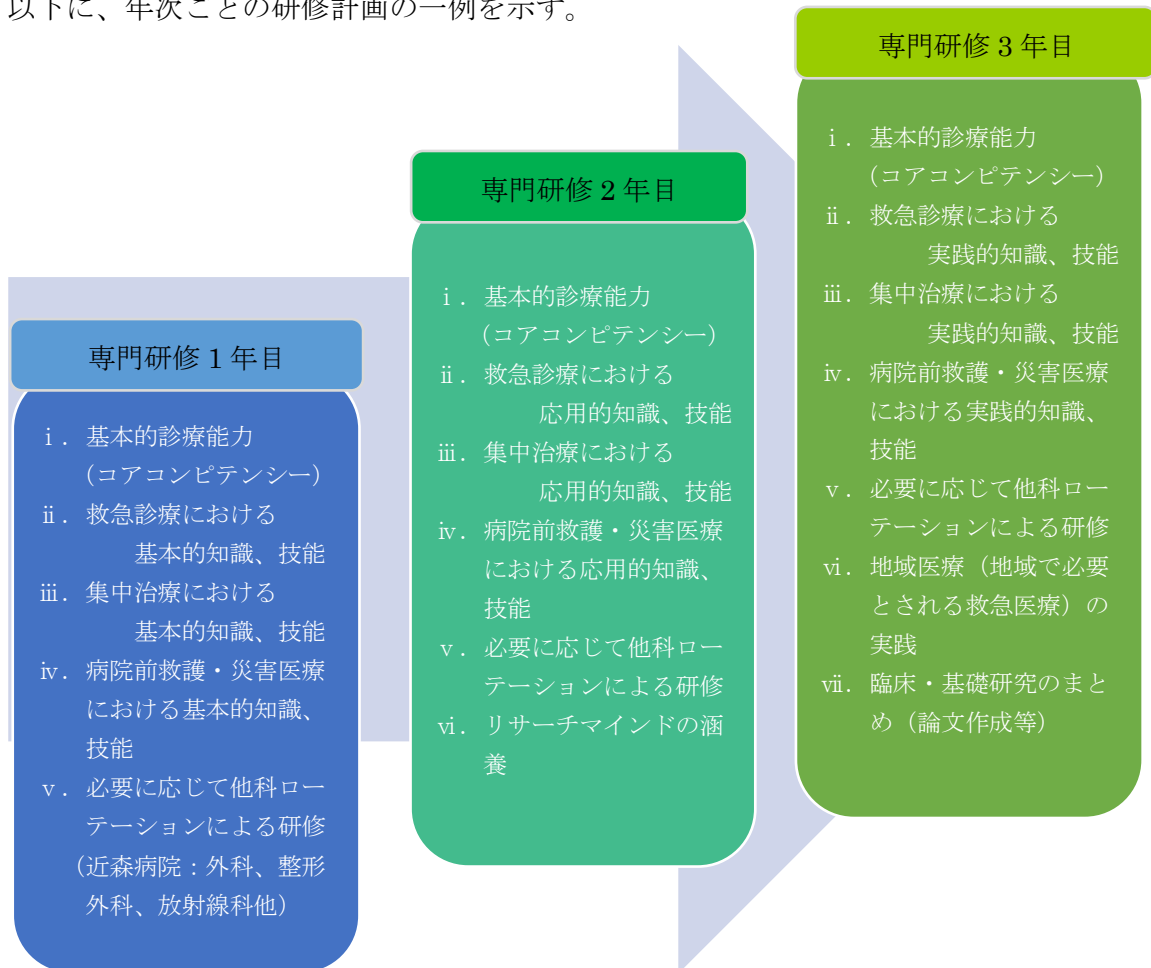 以下に、年次ことの研修計画の一例を示す。
専門研修 1 年目
ⅰ. 基本的診療能力
(コアコンピテンシー)
ⅱ. 救急診療における
基本的知識、技能
ⅲ. 集中治療における
基本的知識、技能
ⅳ. 病院前救護・災害医療
における基本的知識、
技能
ⅴ. 必要に応じて他科ロー
テーションによる研修
(近森病院：外科、整形
外科、放射線科他)
専門研修 2 年目
ⅰ. 基本的診療能力
(コアコンピテンシー)
ⅱ. 救急診療における
応用的知識、技能
ⅲ. 集中治療における
応用的知識、技能
ⅳ. 病院前救護・災害医療
における応用的知識、
技能
ⅴ. 必要に応じて他科ロー
テーションによる研修
ⅵ. リサーチマインドの涵
養
専門研修 3 年目
ⅰ. 基本的診療能力
(コアコンピテンシー)
ⅱ. 救急診療における
実践的知識、技能
ⅲ. 集中治療における
実践的知識、技能
ⅳ. 病院前救護・災害医療
における実践的知識、
技能
ⅴ. 必要に応じて他科ロー
テーションによる研修
ⅵ. 地域医療（地域で必要
とされる救急医療）の
実践
ⅶ. 臨床・基礎研究のまと
め（論文作成等）